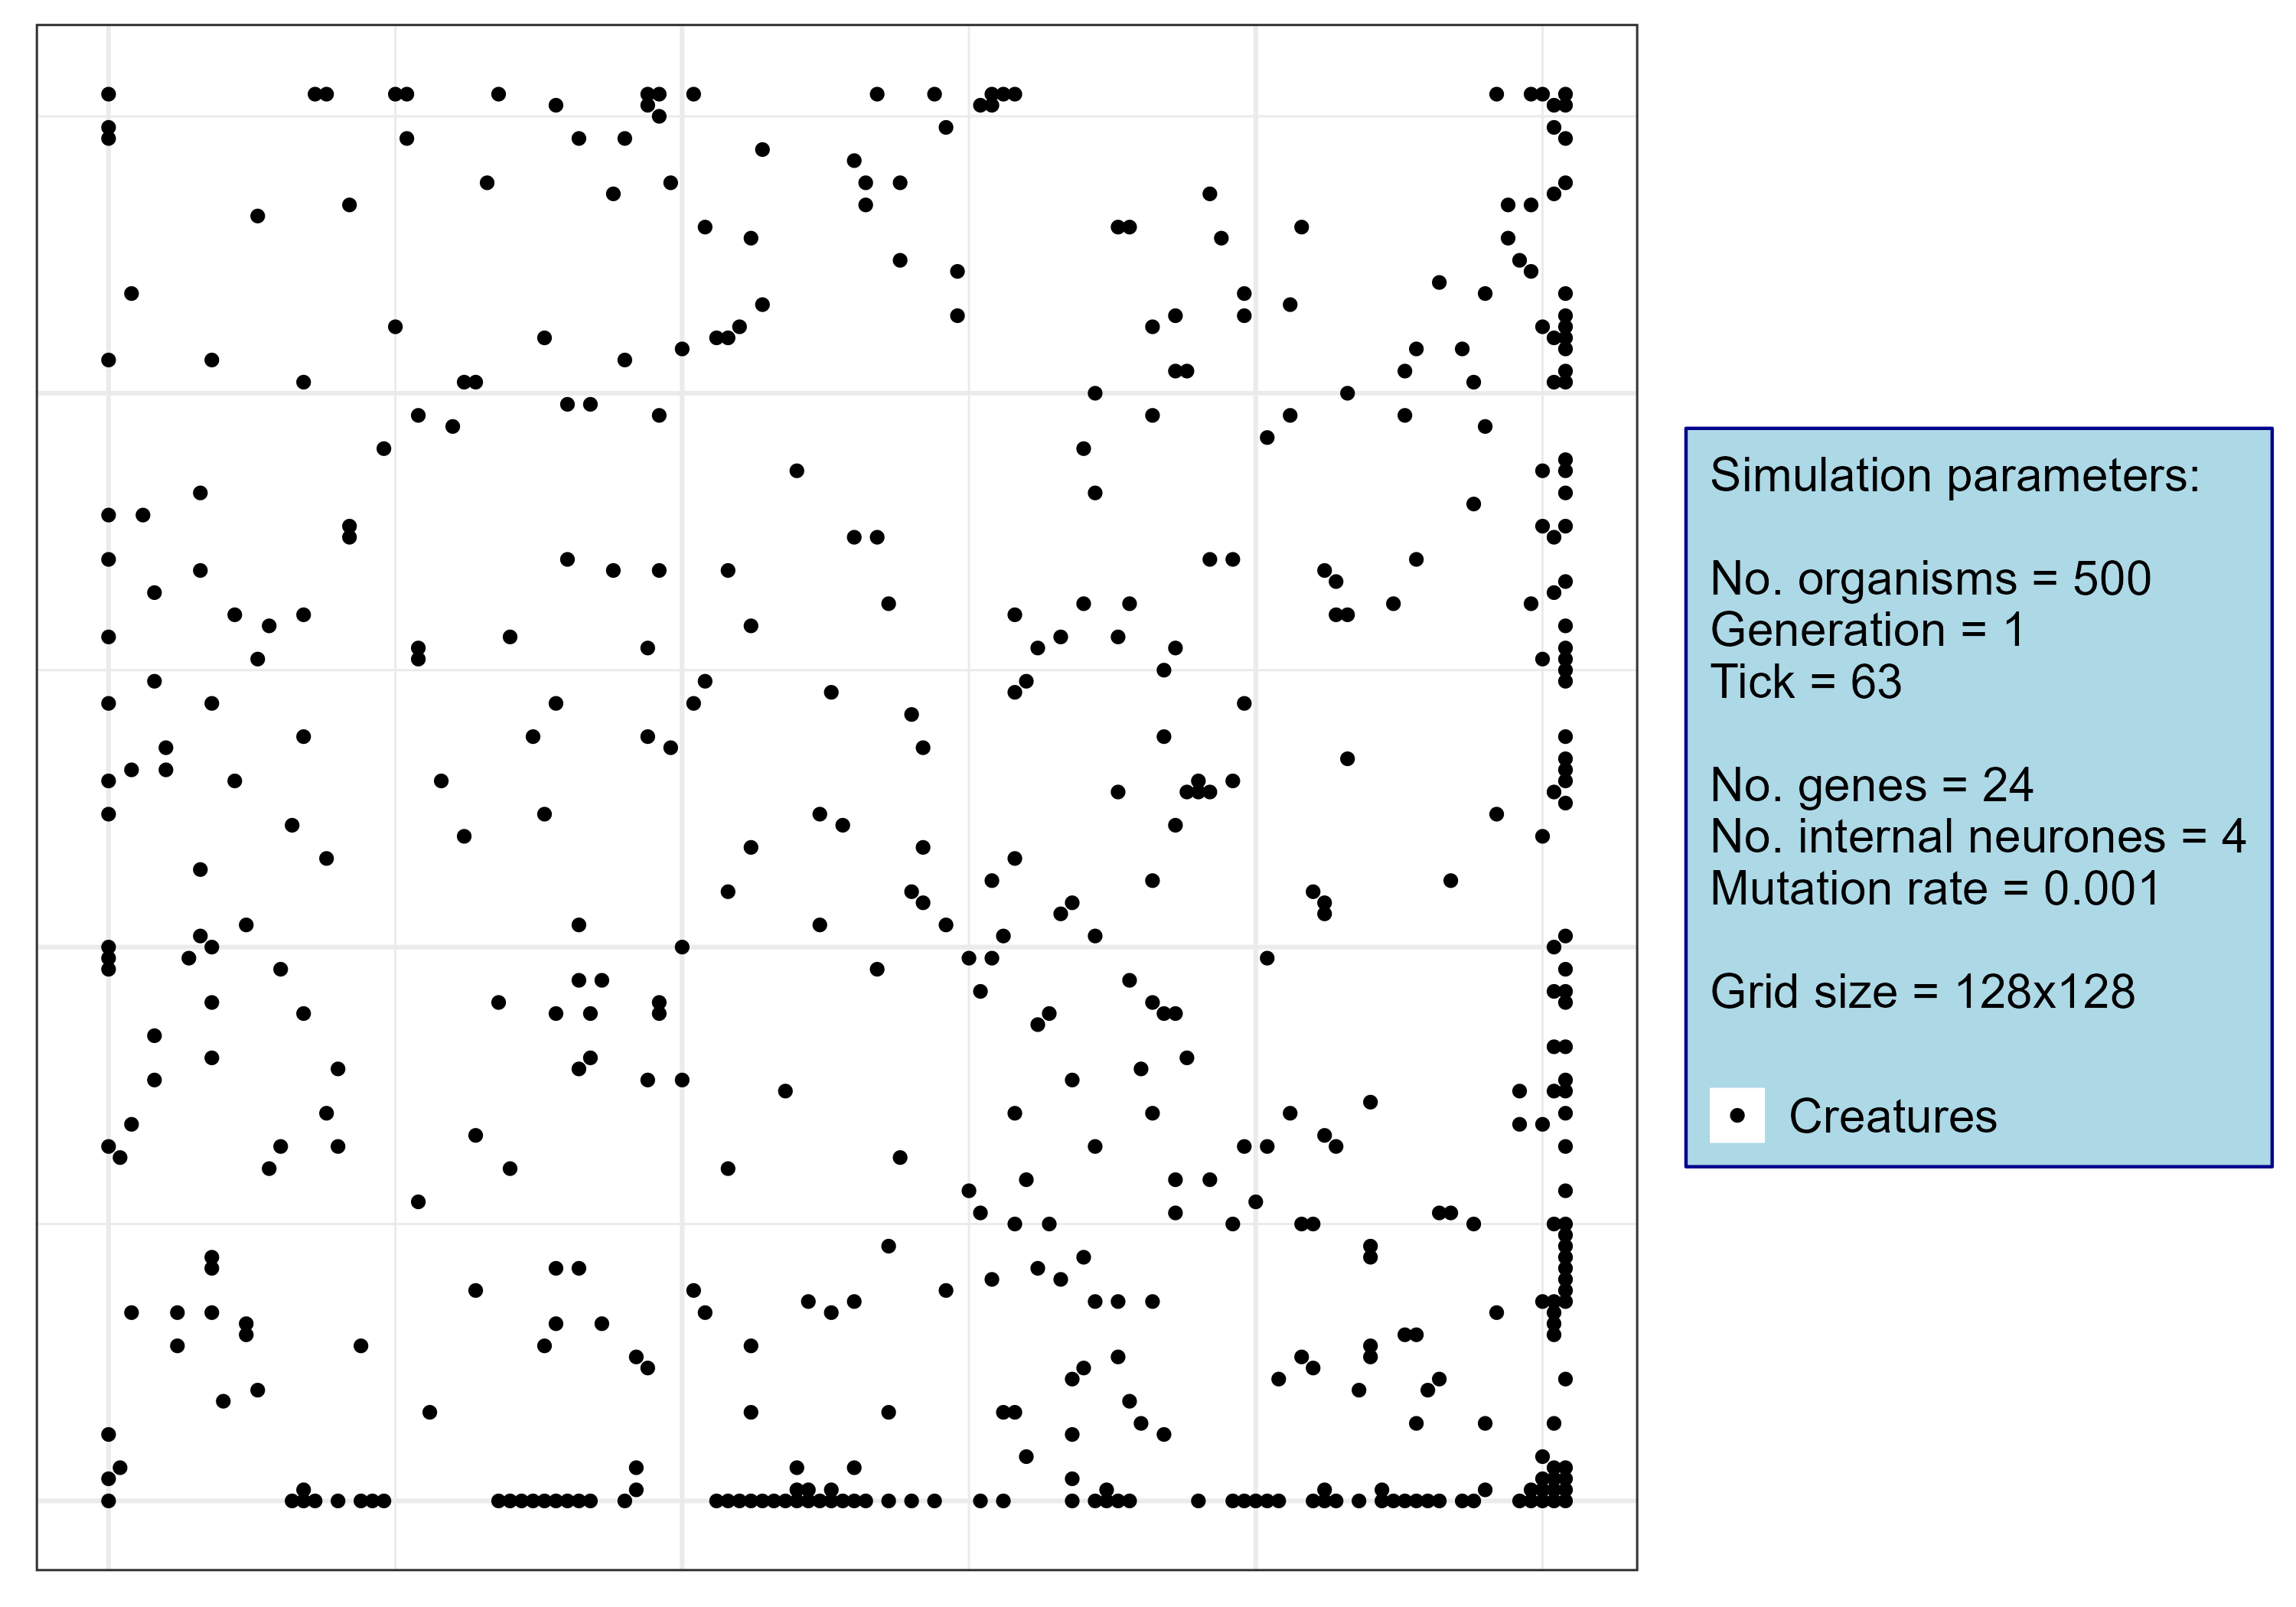 Simulation parameters:
No. organisms = 500
Generation = 1
Tick = 63
No. genes = 24
No. internal neurones = 4
Mutation rate = 0.001
Grid size = 128x128
Creatures